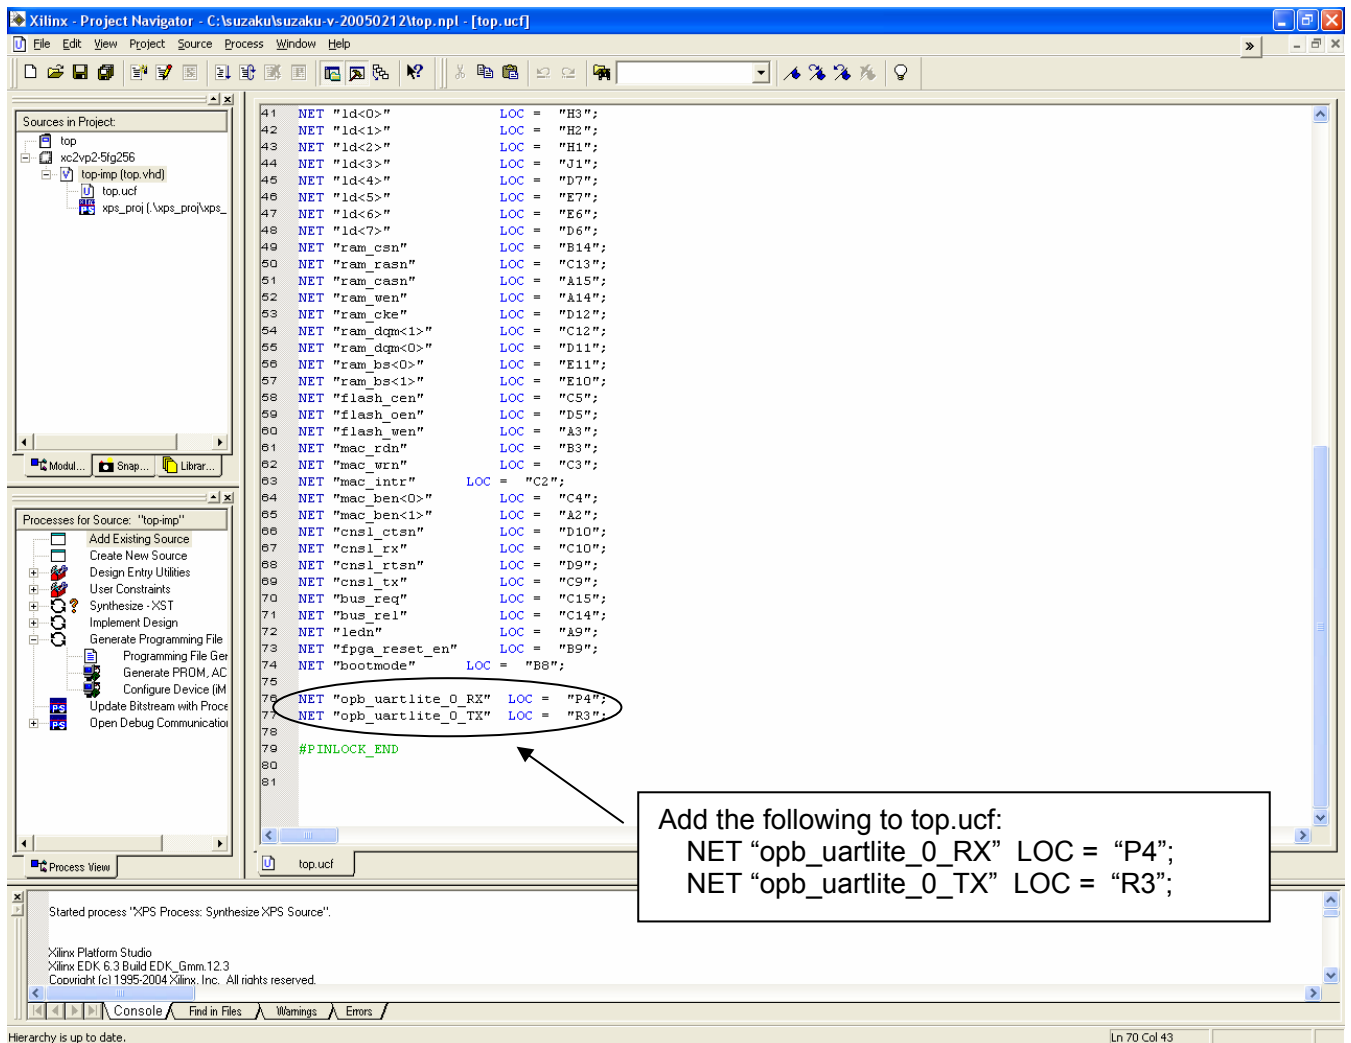 Xilinx - Project Navigator - C:\suzaku\suzaku-v-20050212\top.npl - [top.ucf]
File Edit View Project Source Process Window Help
Sources in Project:
top
xc2vp2-5fg256
top-imp (top.vhd)
top.ucf
xps_proj (.\xps_proj\xps_
Modul... Snap... Librar...
Processes for Source: "top-imp"
Add Existing Source
Create New Source
Design Entry Utilities
User Constraints
Synthesize - XST
Implement Design
Generate Programming File
Programming File Ger
Generate PROM, AC
Configure Device (iM
Update Bitstream with Proce
Open Debug Communicatior
Process View
41 NET "ld<0>" LOC = "H3";
42 NET "ld<1>" LOC = "H2";
43 NET "ld<2>" LOC = "H1";
44 NET "ld<3>" LOC = "J1";
45 NET "ld<4>" LOC = "D7";
46 NET "ld<5>" LOC = "E7";
47 NET "ld<6>" LOC = "E6";
48 NET "ld<7>" LOC = "D6";
49 NET "ram_csn" LOC = "B14";
50 NET "ram_rasn" LOC = "C13";
51 NET "ram_casn" LOC = "A15";
52 NET "ram_wen" LOC = "A14";
53 NET "ram_cke" LOC = "D12";
54 NET "ram_dqm<1>" LOC = "C12";
55 NET "ram_dqm<0>" LOC = "D11";
56 NET "ram_bs<0>" LOC = "E11";
57 NET "ram_bs<1>" LOC = "E10";
58 NET "flash_cen" LOC = "C5";
59 NET "flash_oen" LOC = "D5";
60 NET "flash_wen" LOC = "A3";
61 NET "mac_rdn" LOC = "B3";
62 NET "mac_wrn" LOC = "C3";
63 NET "mac_intr" LOC = "C2";
64 NET "mac_ben<0>" LOC = "C4";
65 NET "mac_ben<1>" LOC = "A2";
66 NET "cnsl_ctsn" LOC = "D10";
67 NET "cnsl_rx" LOC = "C10";
68 NET "cnsl_rtsn" LOC = "D9";
69 NET "cnsl_tx" LOC = "C9";
70 NET "bus_req" LOC = "C15";
71 NET "bus_rel" LOC = "C14";
72 NET "ledn" LOC = "A9";
73 NET "fpga_reset_en" LOC = "B9";
74 NET "bootmode" LOC = "B8";
75
76 NET "opb_uartlite_0_RX" LOC = "P4";
77 NET "opb_uartlite_0_TX" LOC = "R3";
78
79 #PINLOCK_END
80
81
top.ucf
Add the following to top.ucf:
NET “opb_uartlite_0_RX” LOC = “P4”;
NET “opb_uartlite_0_TX” LOC = “R3”;
Started process "XPS Process: Synthesize XPS Source".
Xilinx Platform Studio
Xilinx EDK 6.3 Build EDK_Gmm.12.3
Copyright (c) 1995-2004 Xilinx, Inc. All rights reserved.
Console Find in Files Warnings Errors
Hierarchy is up to date.
Ln 70 Col 43